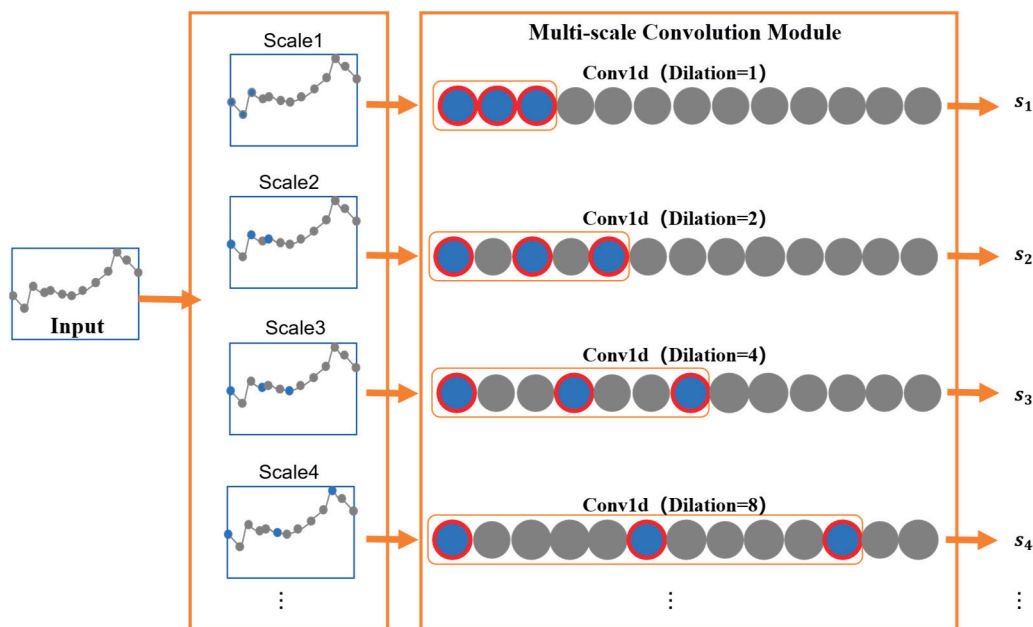 Input
Scale1
Scale2
Scale3
Scale4
⋮
Multi-scale Convolution Module
Conv1d（Dilation=1）
s₁
Conv1d（Dilation=2）
s₂
Conv1d（Dilation=4）
s₃
Conv1d（Dilation=8）
s₄
⋮
⋮